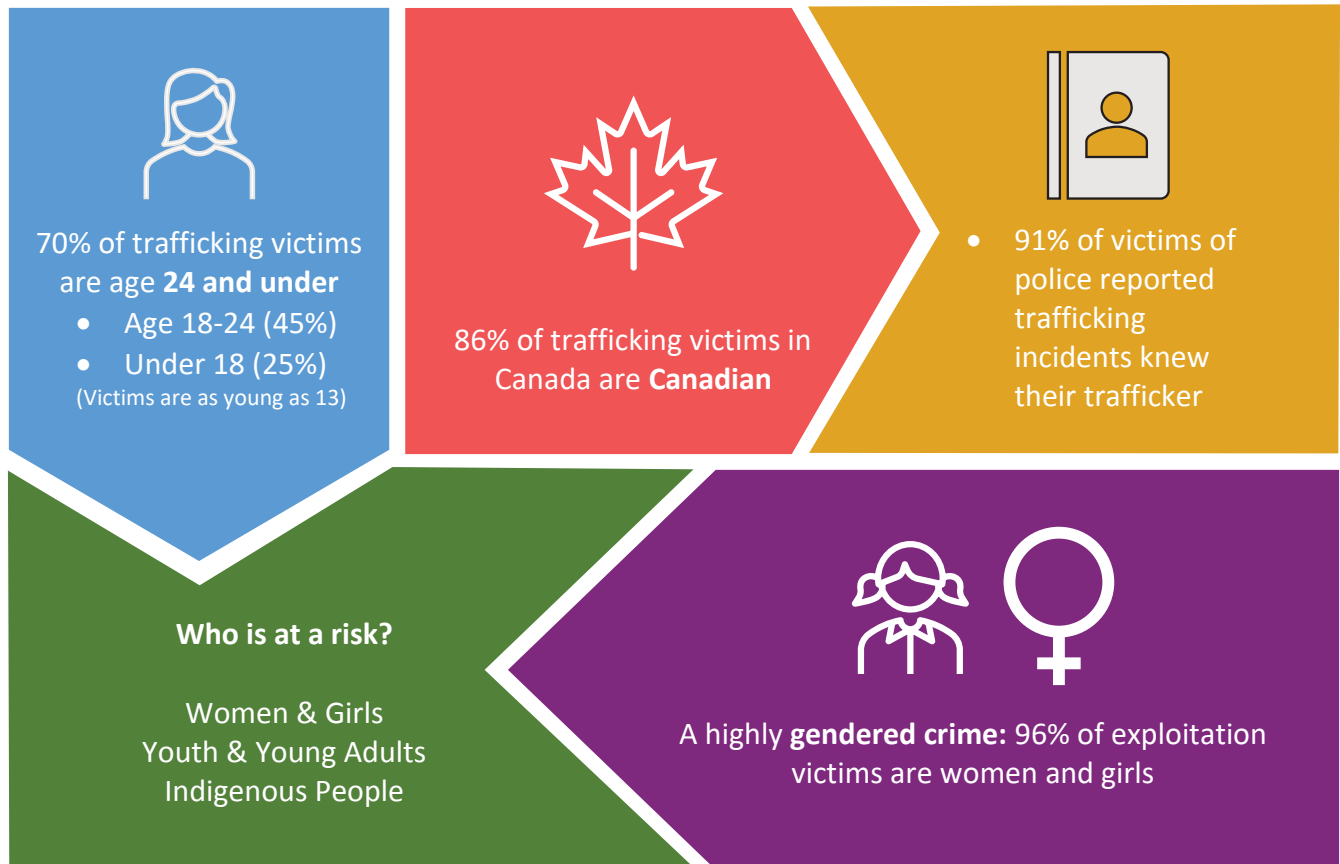 70% of trafficking victims
are age 24 and under
• Age 18-24 (45%)
• Under 18 (25%)
(Victims are as young as 13)
86% of trafficking victims in
Canada are Canadian
• 91% of victims of
police reported
trafficking
incidents knew
their trafficker
Who is at a risk?
Women & Girls
Youth & Young Adults
Indigenous People
A highly gendered crime: 96% of exploitation
victims are women and girls